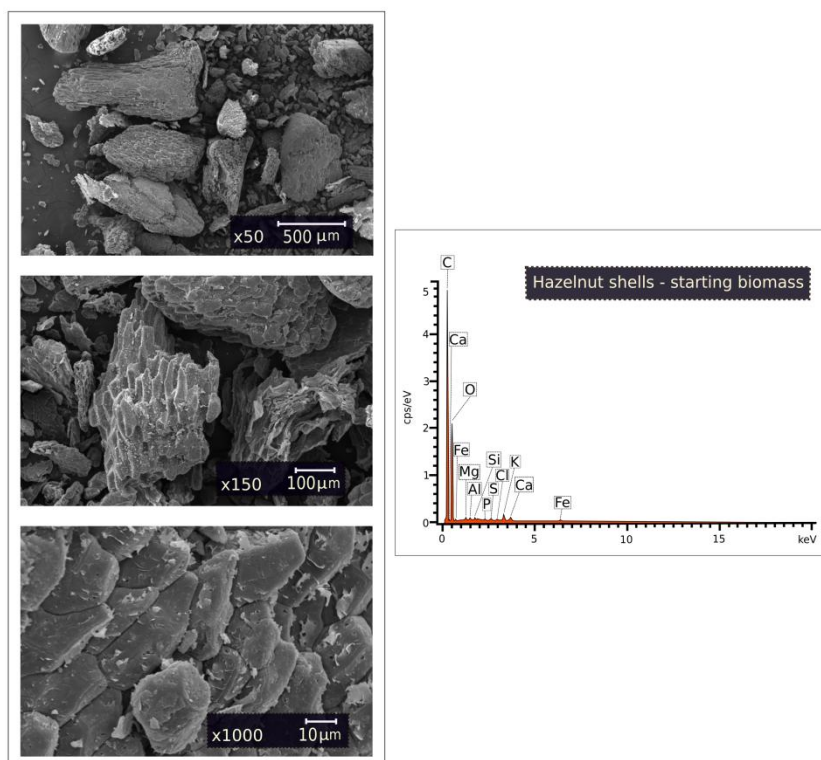 x50 500 µm
x150 100µm
x1000 10µm
Hazelnut shells - starting biomass
C
Ca
O
Fe
Mg
Al
Si
P
S
Cl
K
Ca
Fe
cps/eV
5
4
3
2
1
0
0 5 10 15 keV